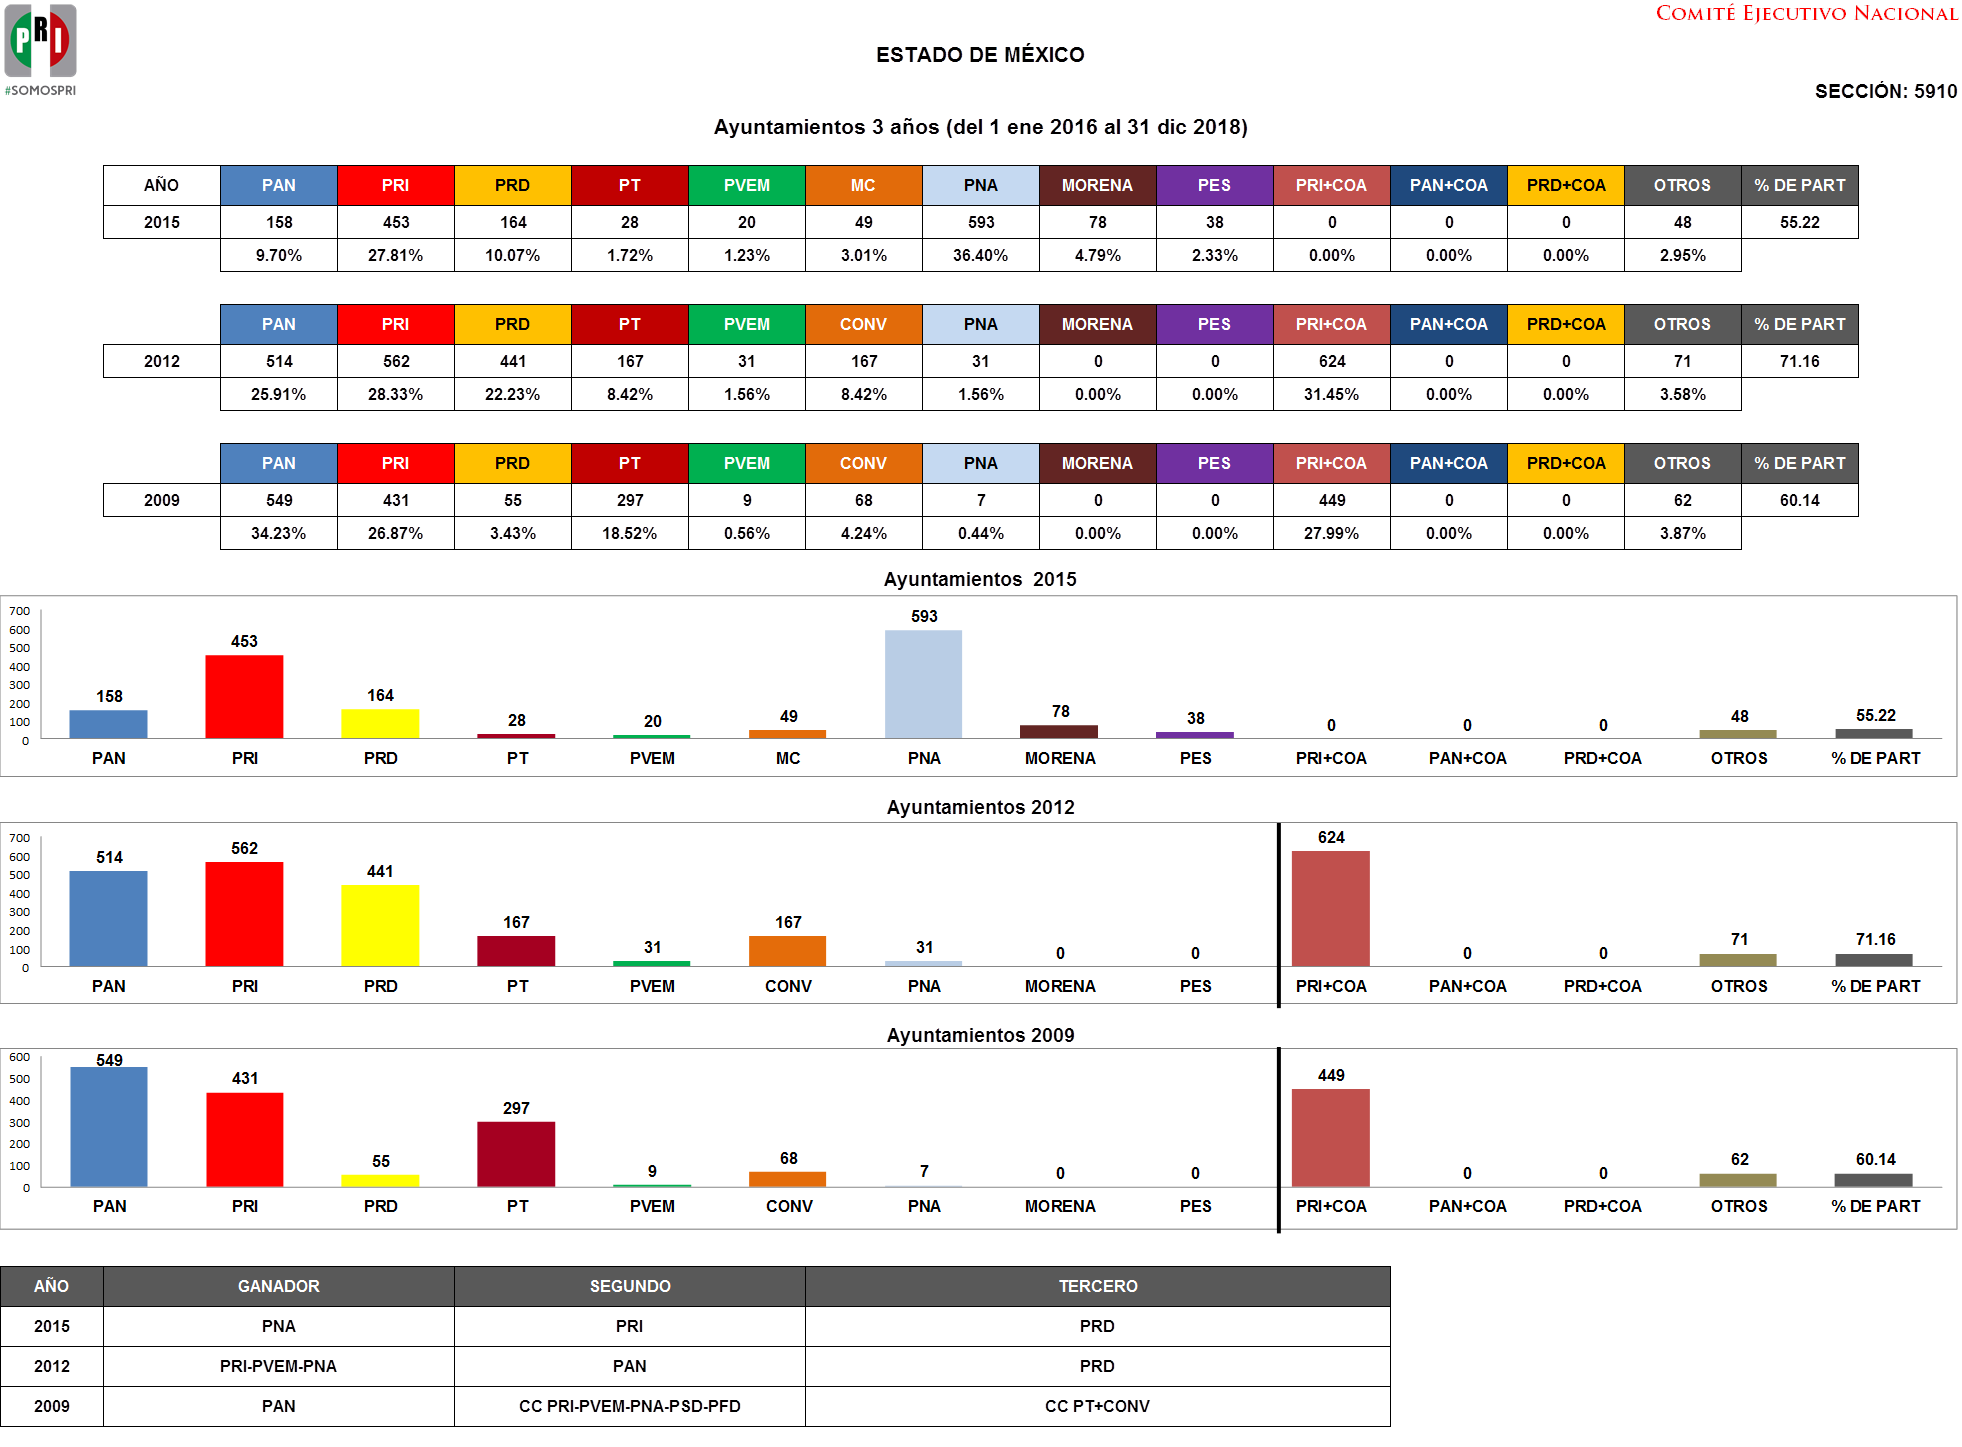 PRI
#SOMOSPRI
COMITÉ EJECUTIVO NACIONAL
ESTADO DE MÉXICO
SECCIÓN: 5910
Ayuntamientos 3 años (del 1 ene 2016 al 31 dic 2018)
AÑO PAN PRI PRD PT PVEM MC PNA MORENA PES PRI+COA PAN+COA PRD+COA OTROS % DE PART
2015 158 453 164 28 20 49 593 78 38 0 0 0 48 55.22
9.70% 27.81% 10.07% 1.72% 1.23% 3.01% 36.40% 4.79% 2.33% 0.00% 0.00% 0.00% 2.95%
PAN PRI PRD PT PVEM CONV PNA MORENA PES PRI+COA PAN+COA PRD+COA OTROS % DE PART
2012 514 562 441 167 31 167 31 0 0 624 0 0 71 71.16
25.91% 28.33% 22.23% 8.42% 1.56% 8.42% 1.56% 0.00% 0.00% 31.45% 0.00% 0.00% 3.58%
PAN PRI PRD PT PVEM CONV PNA MORENA PES PRI+COA PAN+COA PRD+COA OTROS % DE PART
2009 549 431 55 297 9 68 7 0 0 449 0 0 62 60.14
34.23% 26.87% 3.43% 18.52% 0.56% 4.24% 0.44% 0.00% 0.00% 27.99% 0.00% 0.00% 3.87%
Ayuntamientos 2015
700
600
500
400
300
200
100
0
158 453 164 28 20 49 593 78 38 0 0 0 48 55.22
PAN PRI PRD PT PVEM MC PNA MORENA PES PRI+COA PAN+COA PRD+COA OTROS % DE PART
Ayuntamientos 2012
700
600
500
400
300
200
100
0
514 562 441 167 31 167 31 0 0 624 0 0 71 71.16
PAN PRI PRD PT PVEM CONV PNA MORENA PES PRI+COA PAN+COA PRD+COA OTROS % DE PART
Ayuntamientos 2009
600
500
400
300
200
100
0
549 431 55 297 9 68 7 0 0 449 0 0 62 60.14
PAN PRI PRD PT PVEM CONV PNA MORENA PES PRI+COA PAN+COA PRD+COA OTROS % DE PART
AÑO GANADOR SEGUNDO TERCERO
2015 PNA PRI PRD
2012 PRI-PVEM-PNA PAN PRD
2009 PAN CC PRI-PVEM-PNA-PSD-PFD CC PT+CONV